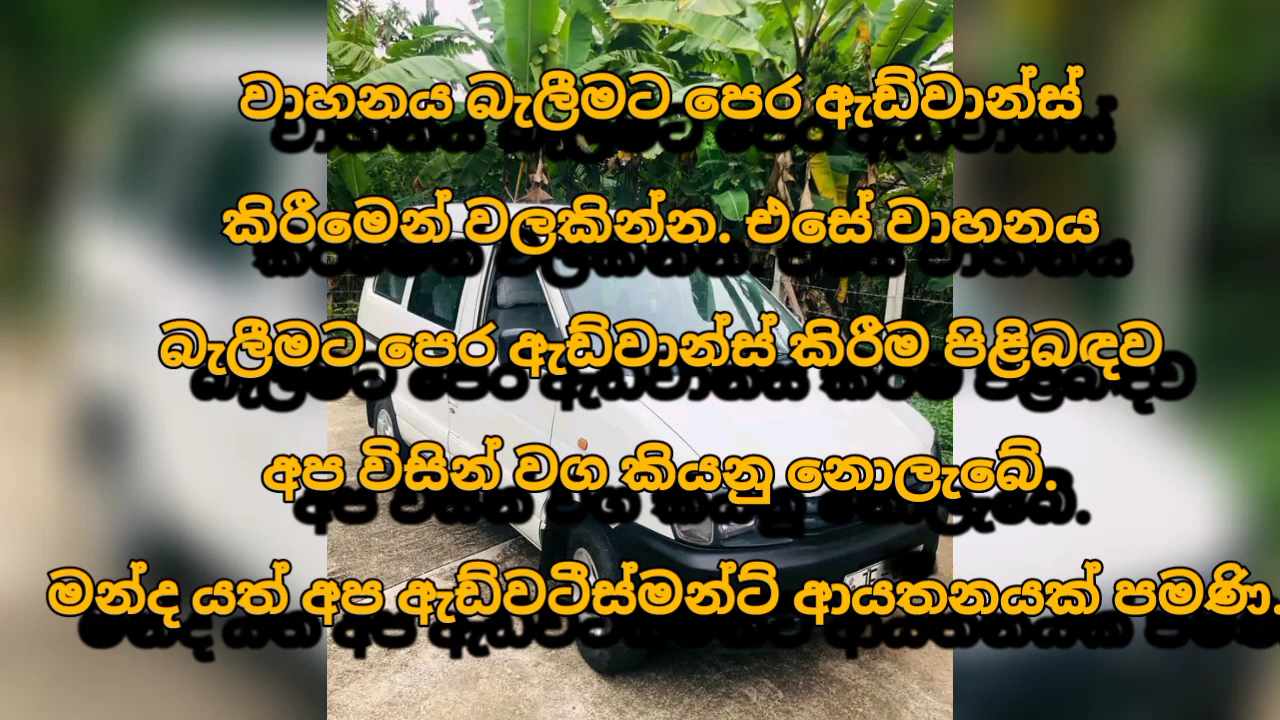 වාහනය බැලීමට පෙර ඇඩ්වාන්ස්
කිරීමෙන් වලකින්න. එසේ වාහනය
බැලීමට පෙර ඇඩ්වාන්ස් කිරීම පිළිබඳව
අප විසින් වග කියනු නොලැබේ.
මන්ද යත් අප ඇඩ්වටීස්මන්ට් ආයතනයක් පමණි.